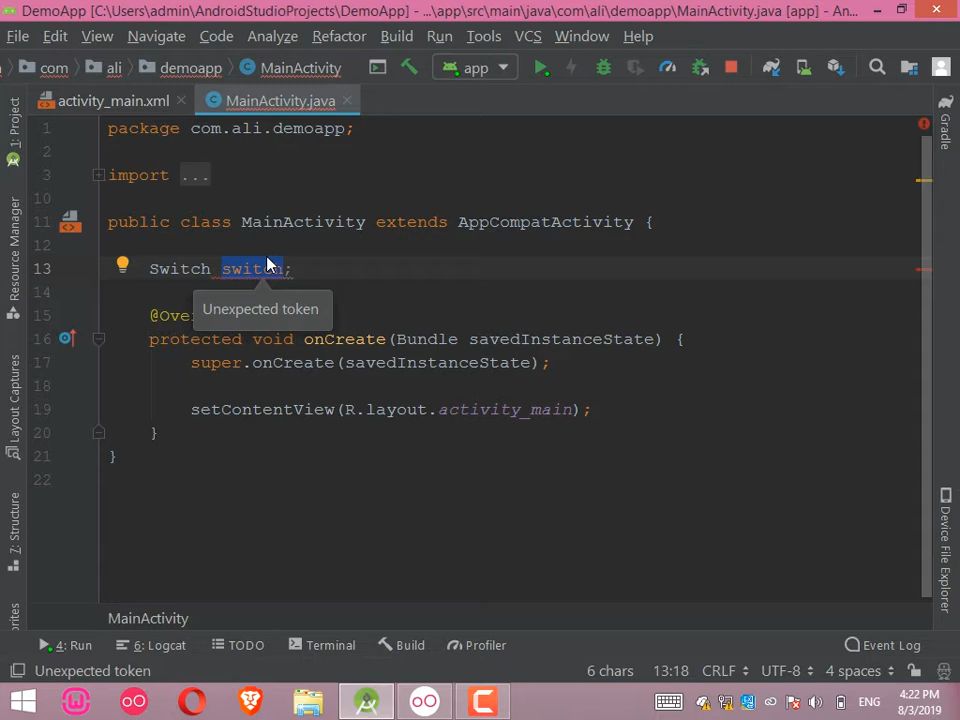 DemoApp [C:\Users\admin\AndroidStudioProjects\DemoApp] - ...\app\src\main\java\com\ali\demoapp\MainActivity.java [app] - An...
File Edit View Navigate Code Analyze Refactor Build Run Tools VCS Window Help
com ali demoapp MainActivity app
activity_main.xml MainActivity.java
1: Project
Resource Manager
Layout Captures
7: Structure
Gradle
Device File Explorer
1 package com.ali.demoapp;
2
3 import ...
10
11 public class MainActivity extends AppCompatActivity {
12
13 Switch switch;
14
Unexpected token
15 @Over
16 protected void onCreate(Bundle savedInstanceState) {
17 super.onCreate(savedInstanceState);
18
19 setContentView(R.layout.activity_main);
20 }
21 }
22
MainActivity
4: Run 6: Logcat TODO Terminal Build Profiler Event Log
Unexpected token 6 chars 13:18 CRLF UTF-8 4 spaces
ENG 4:22 PM
8/3/2019